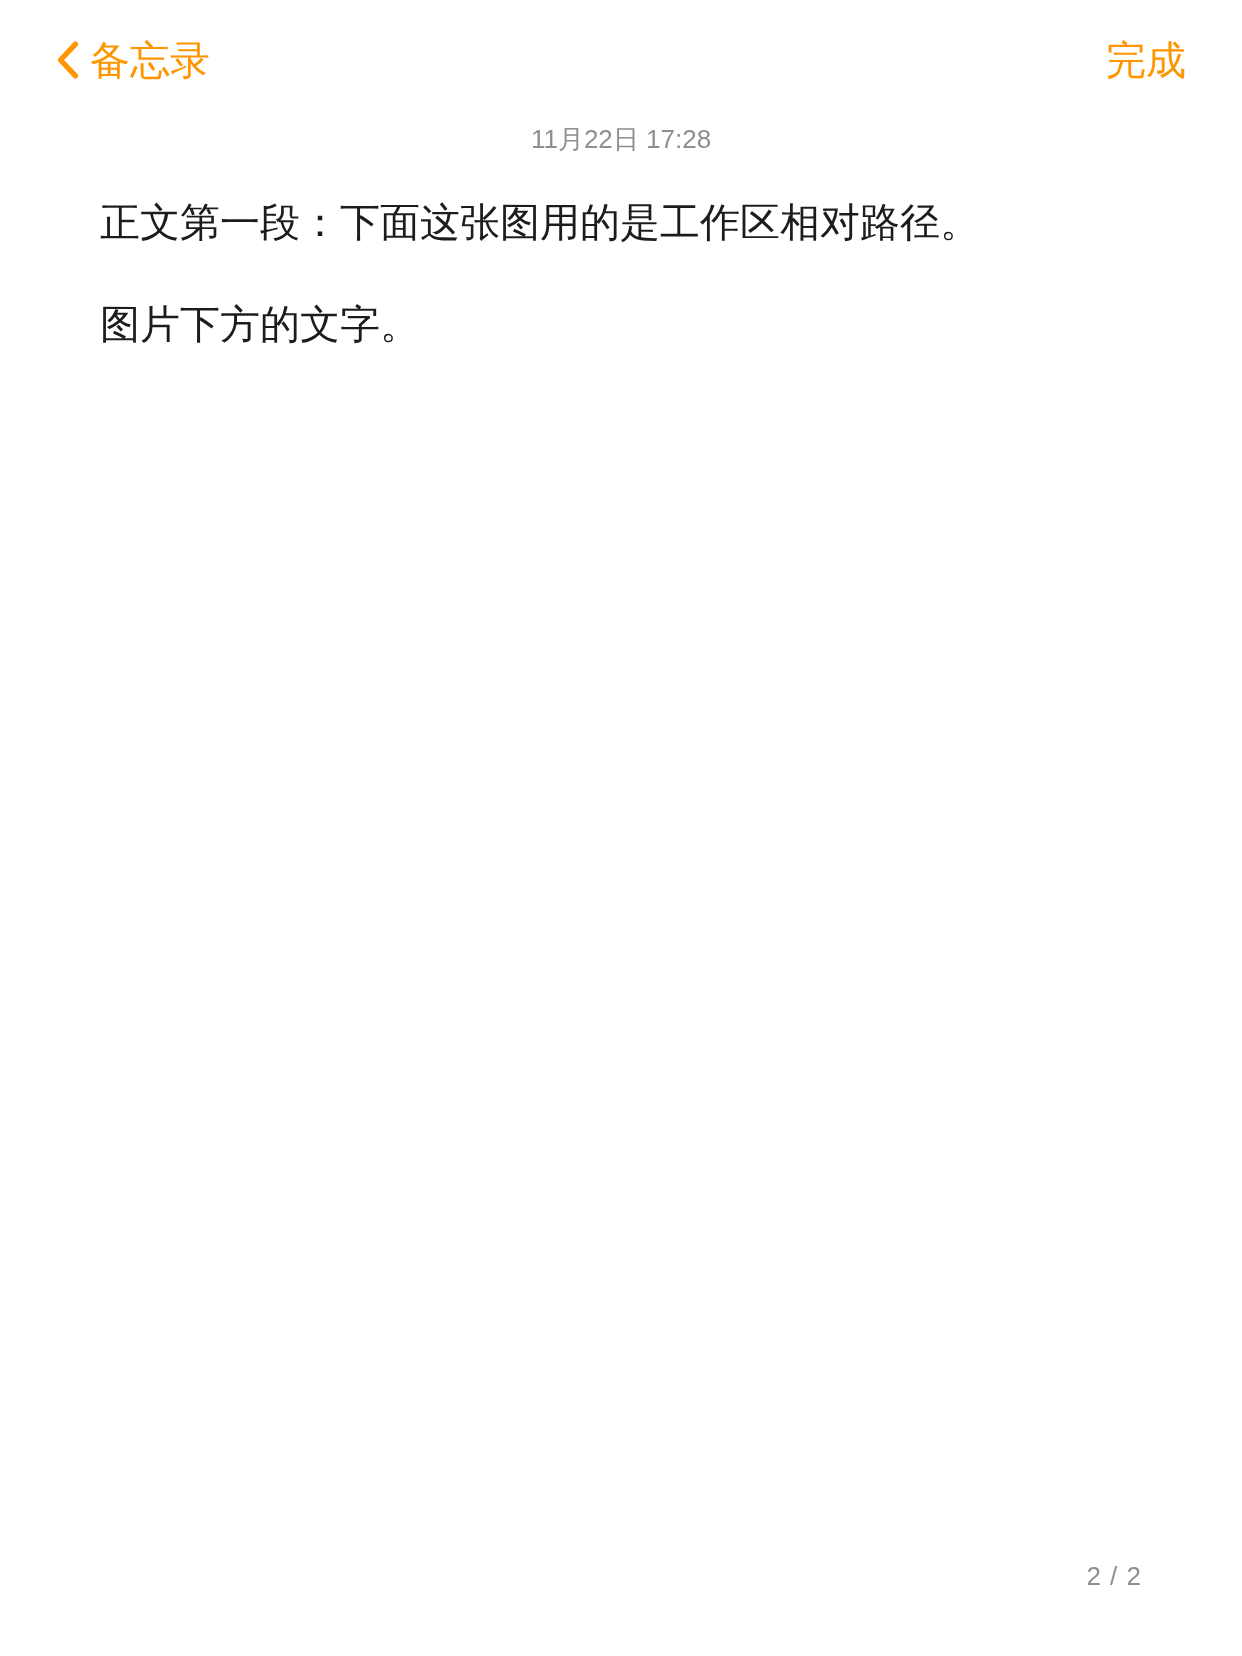 备忘录
完成
11月22日 17:28
正文第一段：下面这张图用的是工作区相对路径。
图片下方的文字。
2 / 2